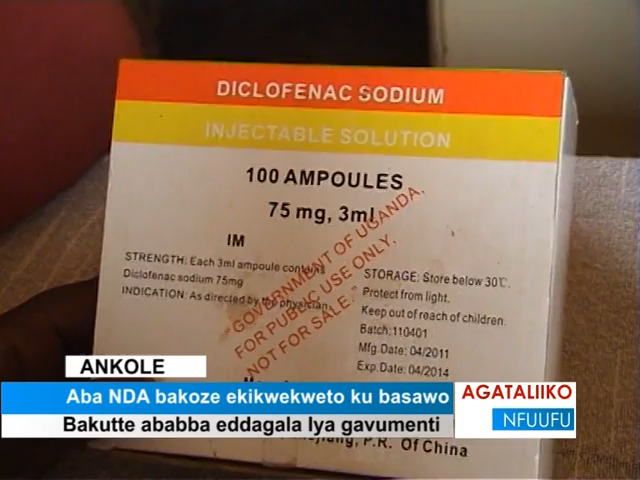 DICLOFENAC SODIUM
INJECTABLE SOLUTION
100 AMPOULES
75 mg, 3ml
IM
STRENGTH: Each 3ml ampoule contains
Diclofenac sodium 75mg
INDICATION: As directed by the physician
"GOVERNMENT OF UGANDA.
FOR PUBLIC USE ONLY.
NOT FOR SALE."
STORAGE: Store below 30℃.
Protect from light.
Keep out of reach of children.
Batch:110401
Mfg.Date: 04/2011
Exp.Date: 04/2014
P.R. Of China
ANKOLE
Aba NDA bakoze ekikwekweto ku basawo
Bakutte ababba eddagala lya gavumenti
AGATALIIKO
NFUUFU